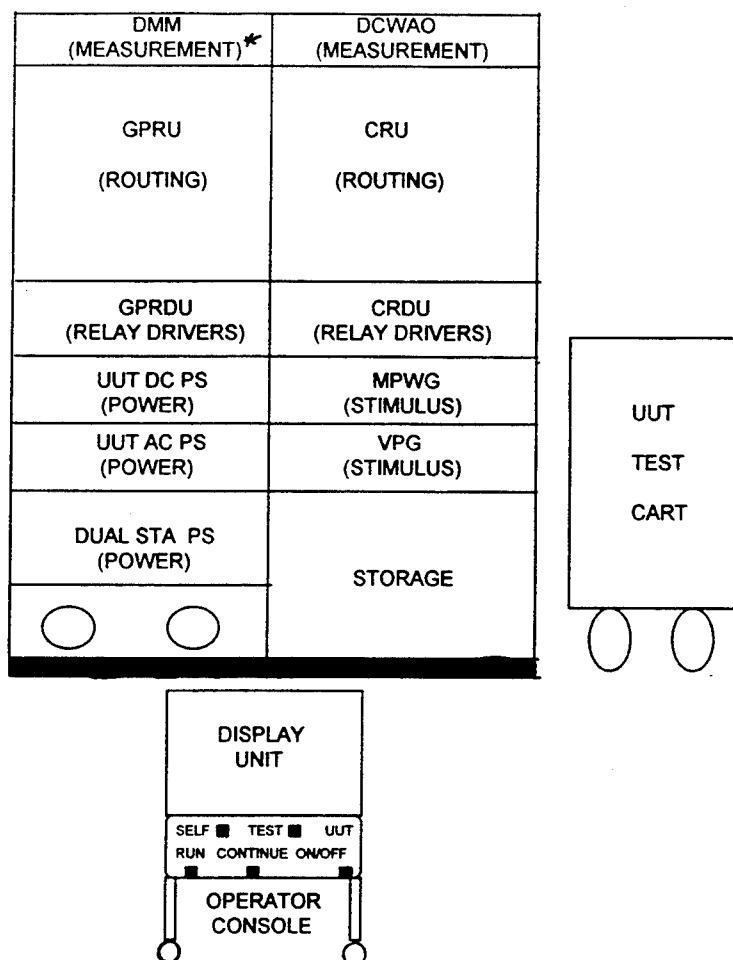 DMM
(MEASUREMENT)*
DCWAO
(MEASUREMENT)
GPRU
(ROUTING)
CRU
(ROUTING)
GPRDU
(RELAY DRIVERS)
CRDU
(RELAY DRIVERS)
UUT DC PS
(POWER)
MPWG
(STIMULUS)
UUT AC PS
(POWER)
VPG
(STIMULUS)
DUAL STA PS
(POWER)
STORAGE
UUT
TEST
CART
DISPLAY
UNIT
SELF TEST UUT
RUN CONTINUE ON/OFF
OPERATOR
CONSOLE